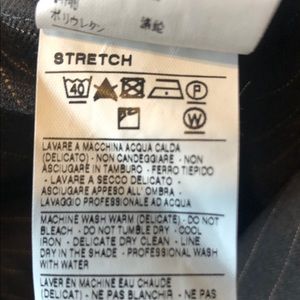 ポリウレタン
STRETCH
40 P
W
LAVARE A MACCHINA ACQUA CALDA
(DELICATO) - NON CANDEGGIARE - NON
ASCIUGARE IN TAMBURO - FERRO TIEPIDO
- LAVARE A SECCO DELICATO -
ASCIUGARE APPESO ALL' OMBRA -
LAVAGGIO PROFESSIONALE AD ACQUA
MACHINE WASH WARM (DELICATE) - DO NOT
BLEACH - DO NOT TUMBLE DRY - COOL
IRON - DELICATE DRY CLEAN - LINE
DRY IN THE SHADE - PROFESSIONAL WASH
WITH WATER
LAVER EN MACHINE EAU CHAUDE
(DELICAT) - NE PAS BLANCHIR - NE PAS